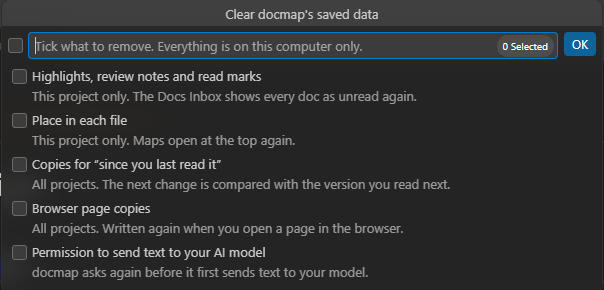 Clear docmap's saved data
Tick what to remove. Everything is on this computer only.
0 Selected
OK
Highlights, review notes and read marks
This project only. The Docs Inbox shows every doc as unread again.
Place in each file
This project only. Maps open at the top again.
Copies for “since you last read it”
All projects. The next change is compared with the version you read next.
Browser page copies
All projects. Written again when you open a page in the browser.
Permission to send text to your AI model
docmap asks again before it first sends text to your model.